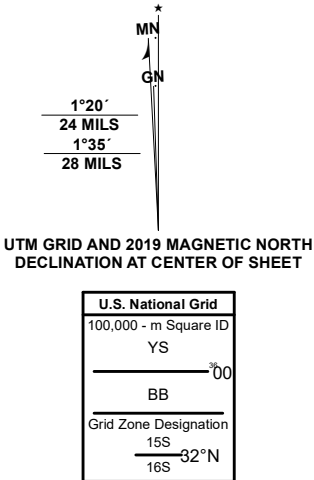 MN
GN
1°20´
24 MILS
1°35´
28 MILS
UTM GRID AND 2019 MAGNETIC NORTH
DECLINATION AT CENTER OF SHEET
U.S. National Grid
100,000 - m Square ID
YS
3600
BB
Grid Zone Designation
15S
32°N
16S